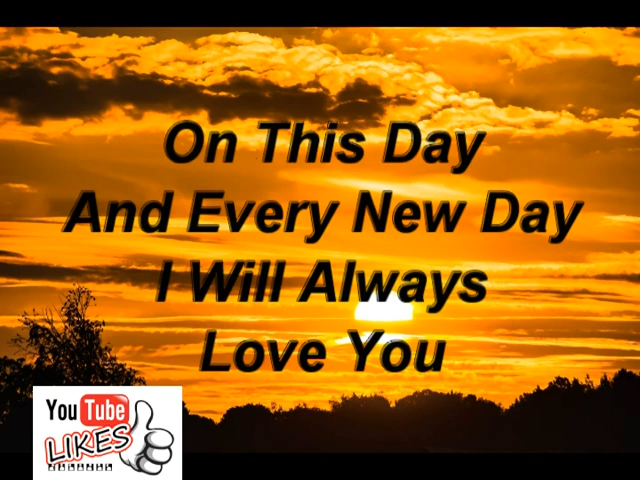 On This Day
And Every New Day
I Will Always
Love You
YouTube
LIKES